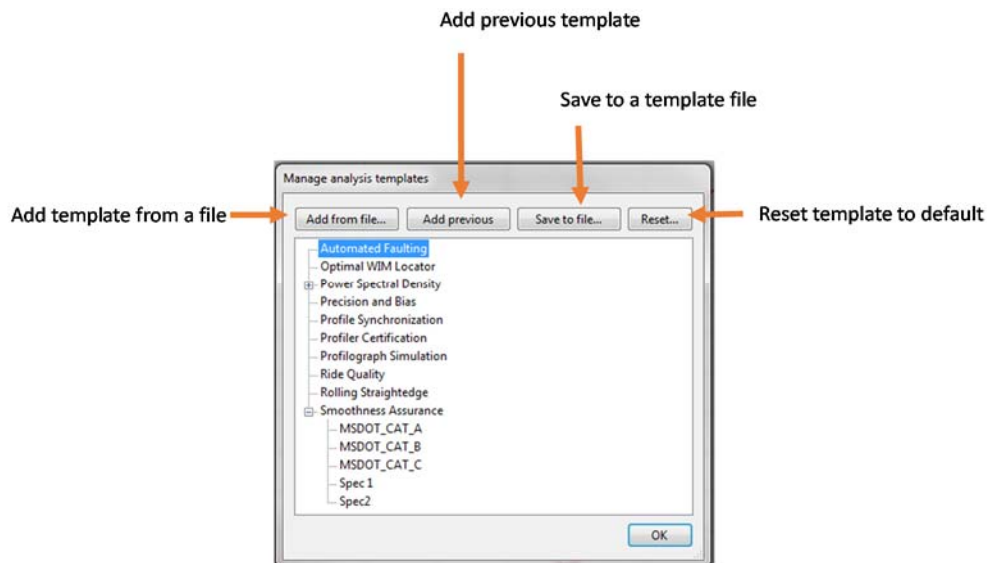 Add previous template
Save to a template file
Manage analysis templates
Add template from a file
Add from file...
Add previous
Save to file...
Reset...
Reset template to default
Automated Faulting
Optimal WIM Locator
Power Spectral Density
Precision and Bias
Profile Synchronization
Profiler Certification
Profilograph Simulation
Ride Quality
Rolling Straightedge
Smoothness Assurance
MSDOT_CAT_A
MSDOT_CAT_B
MSDOT_CAT_C
Spec 1
Spec2
OK